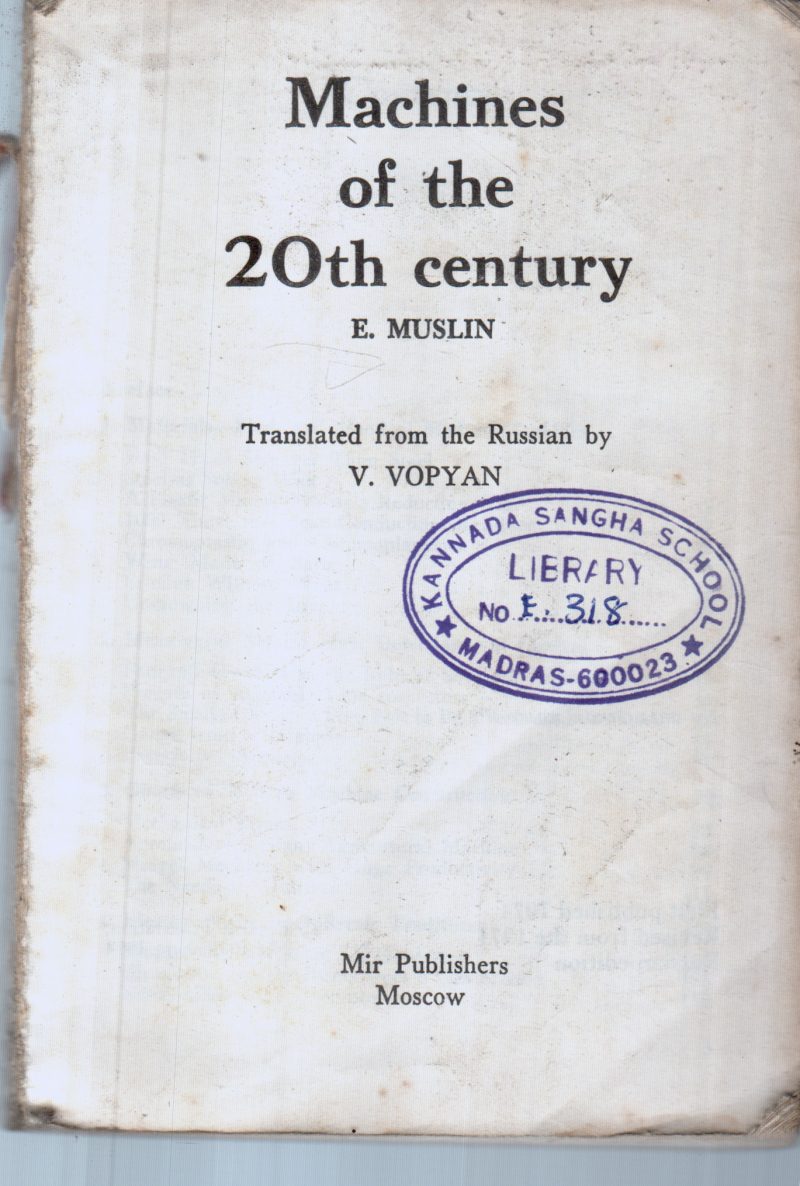 Machines
of the
20th century
E. MUSLIN
Translated from the Russian by
V. VOPYAN
KANNADA SANGHA SCHOOL
LIBRARY
No E. 318
★ MADRAS-600023 ★
Mir Publishers
Moscow